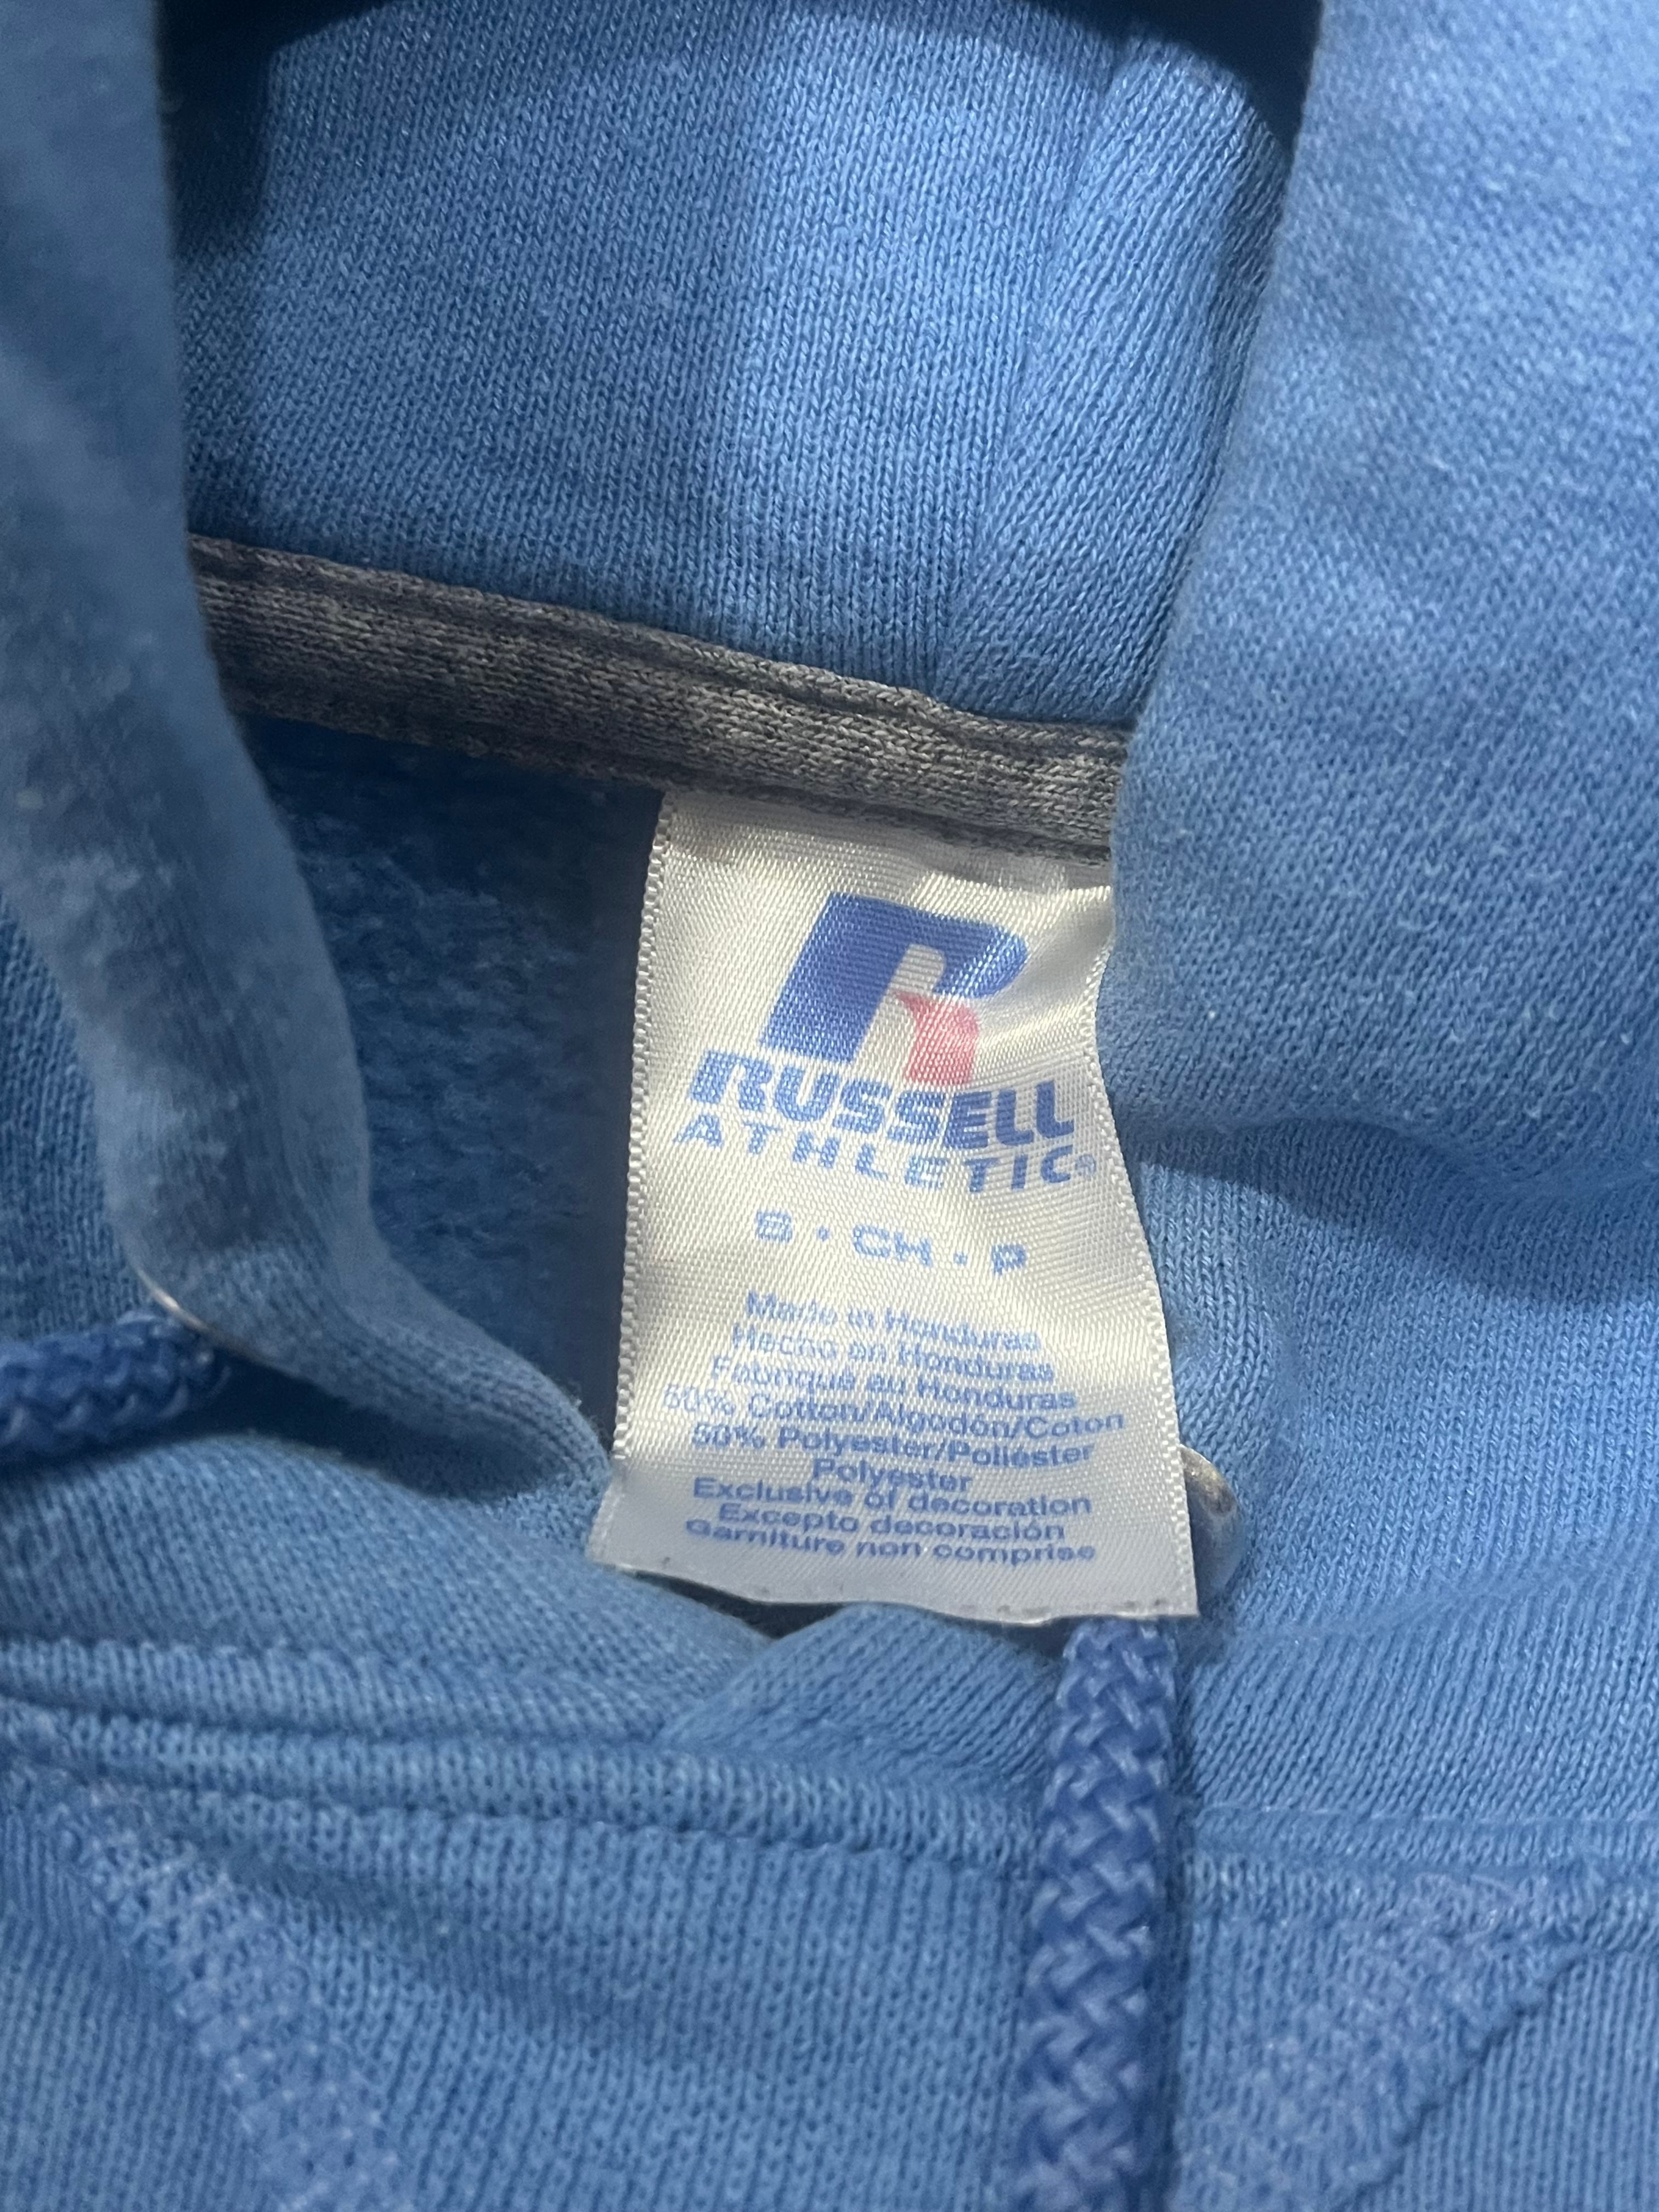 R
RUSSELL
ATHLETIC®
S · CH · P
Made in Honduras
Hecho en Honduras
Fabriqué au Honduras
50% Cotton/Algodón/Coton
50% Polyester/Poliéster
Polyester
Exclusive of decoration
Excepto decoración
Garniture non comprise